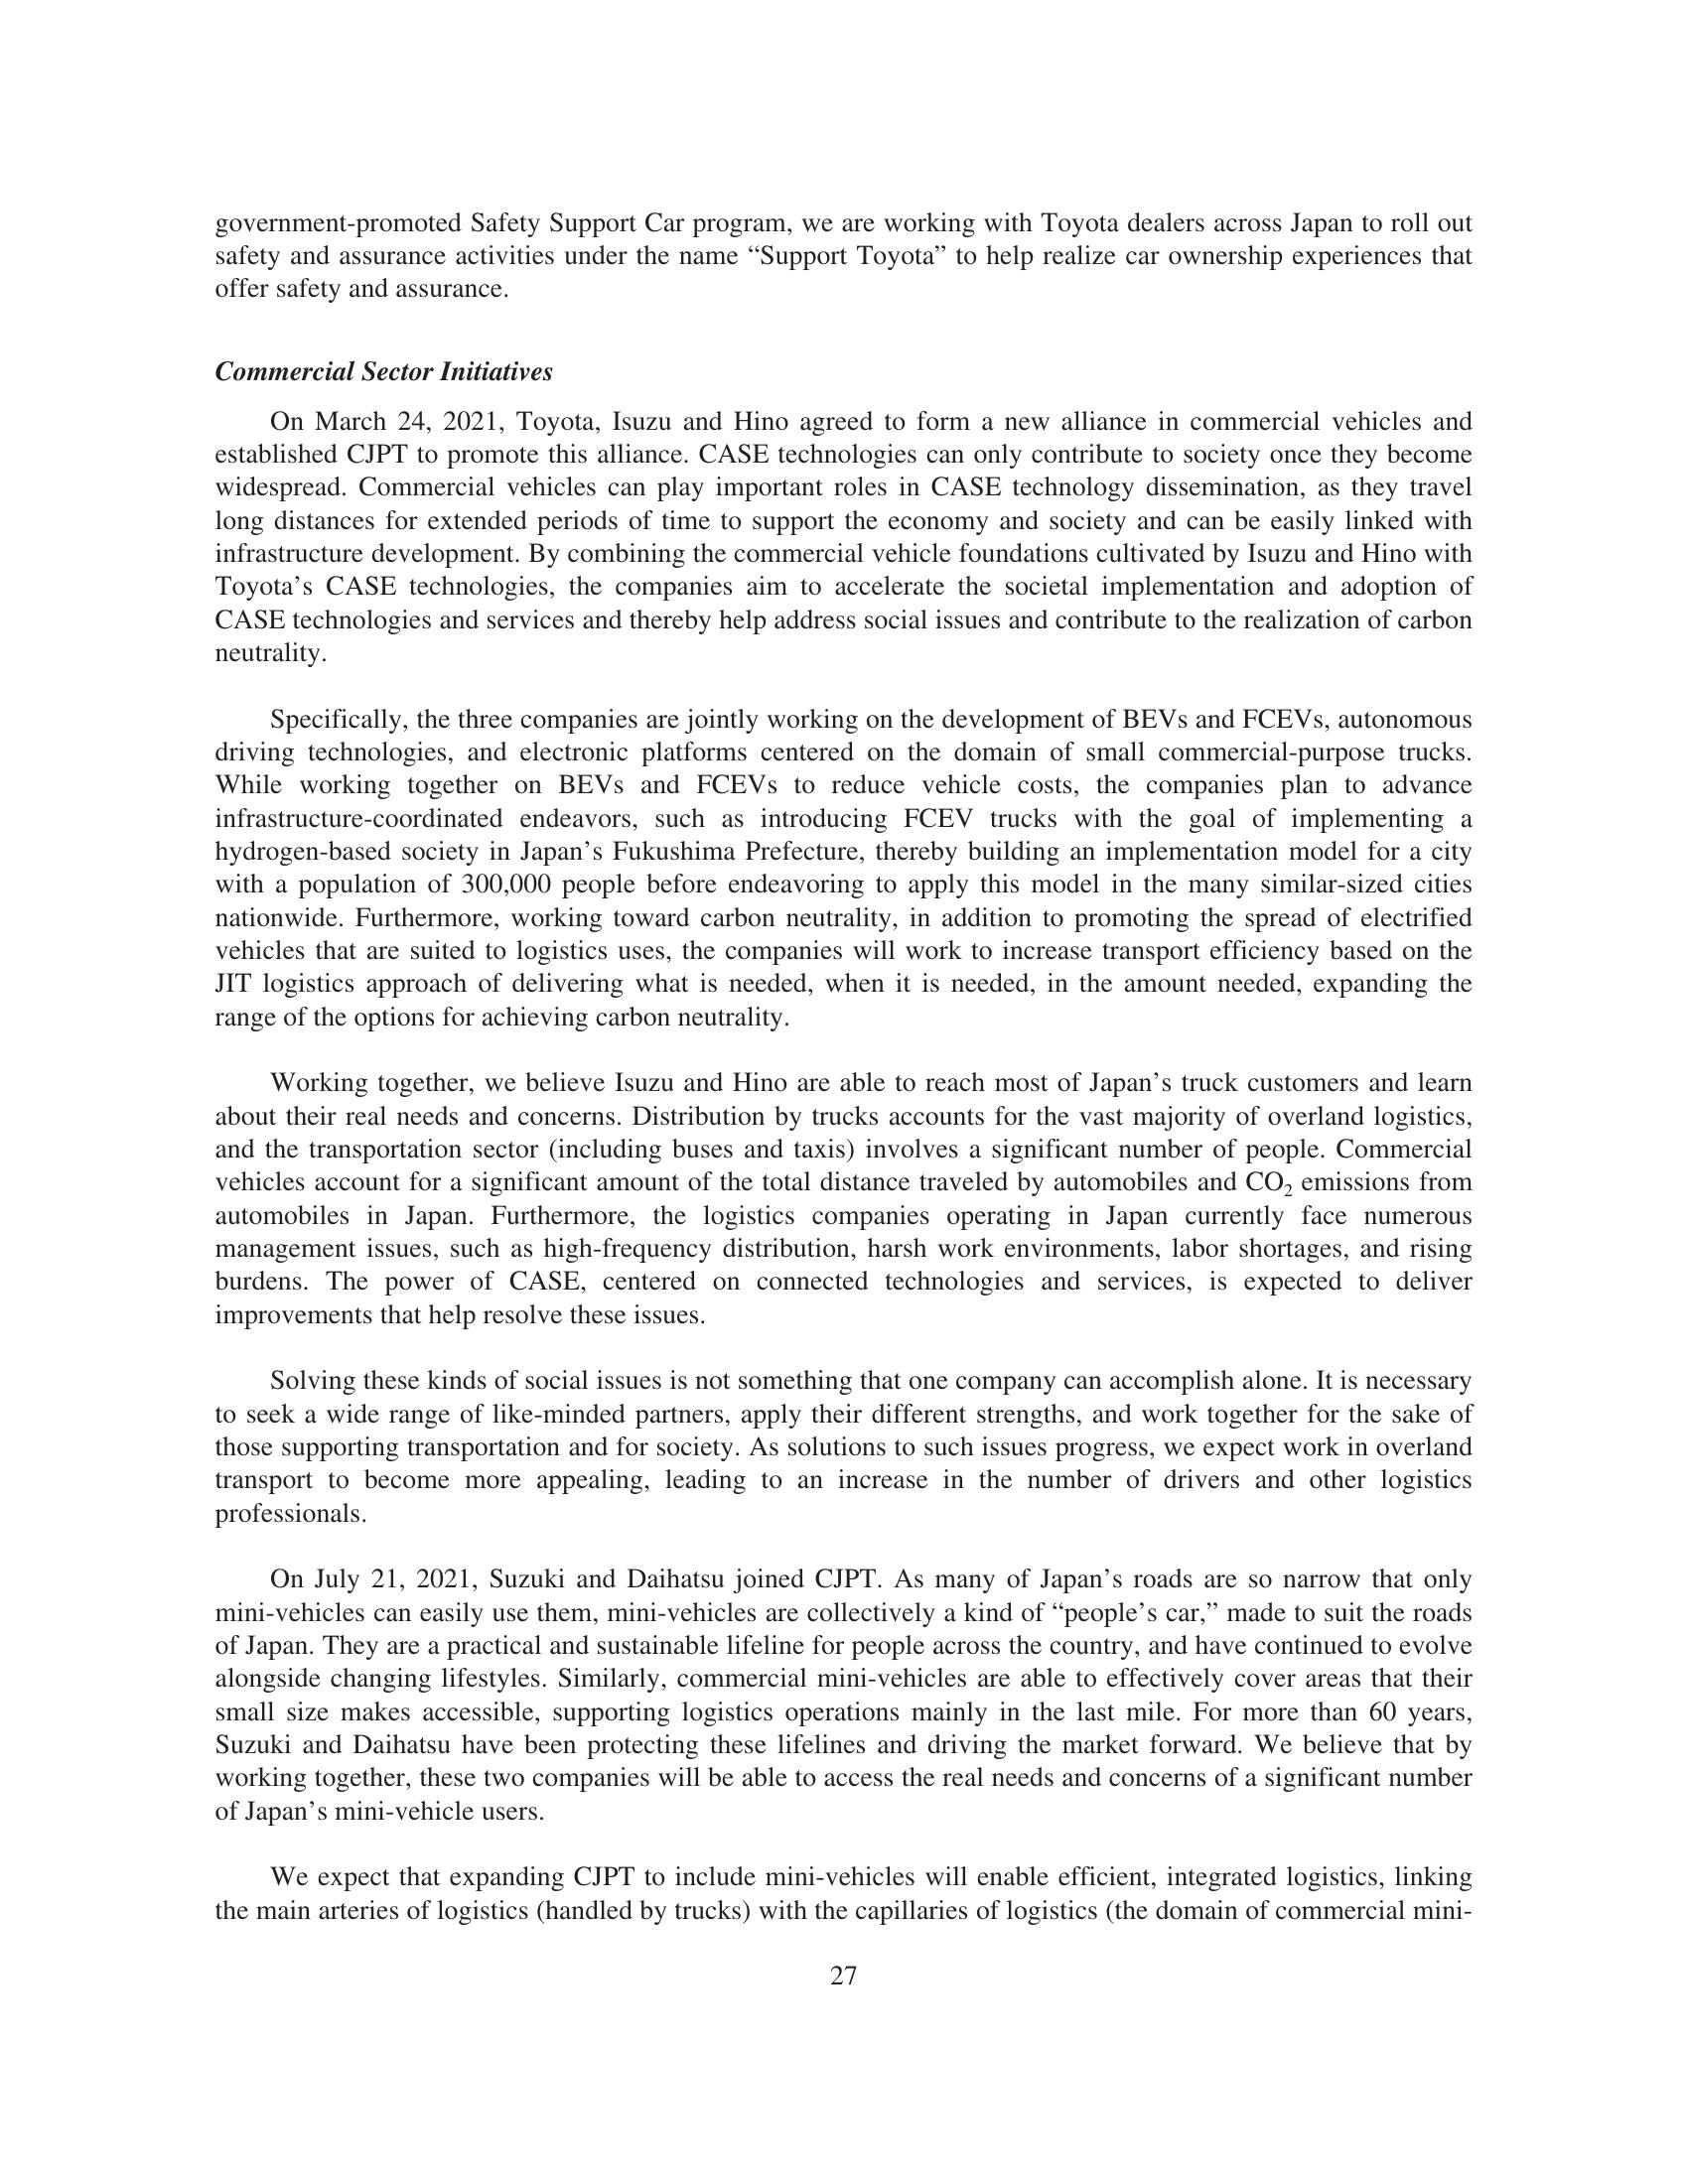 government-promoted Safety Support Car program, we are working with Toyota dealers across Japan to roll out
safety and assurance activities under the name “Support Toyota” to help realize car ownership experiences that
offer safety and assurance.
Commercial Sector Initiatives
On March 24, 2021, Toyota, Isuzu and Hino agreed to form a new alliance in commercial vehicles and
established CJPT to promote this alliance. CASE technologies can only contribute to society once they become
widespread. Commercial vehicles can play important roles in CASE technology dissemination, as they travel
long distances for extended periods of time to support the economy and society and can be easily linked with
infrastructure development. By combining the commercial vehicle foundations cultivated by Isuzu and Hino with
Toyota’s CASE technologies, the companies aim to accelerate the societal implementation and adoption of
CASE technologies and services and thereby help address social issues and contribute to the realization of carbon
neutrality.
Specifically, the three companies are jointly working on the development of BEVs and FCEVs, autonomous
driving technologies, and electronic platforms centered on the domain of small commercial-purpose trucks.
While working together on BEVs and FCEVs to reduce vehicle costs, the companies plan to advance
infrastructure-coordinated endeavors, such as introducing FCEV trucks with the goal of implementing a
hydrogen-based society in Japan’s Fukushima Prefecture, thereby building an implementation model for a city
with a population of 300,000 people before endeavoring to apply this model in the many similar-sized cities
nationwide. Furthermore, working toward carbon neutrality, in addition to promoting the spread of electrified
vehicles that are suited to logistics uses, the companies will work to increase transport efficiency based on the
JIT logistics approach of delivering what is needed, when it is needed, in the amount needed, expanding the
range of the options for achieving carbon neutrality.
Working together, we believe Isuzu and Hino are able to reach most of Japan’s truck customers and learn
about their real needs and concerns. Distribution by trucks accounts for the vast majority of overland logistics,
and the transportation sector (including buses and taxis) involves a significant number of people. Commercial
vehicles account for a significant amount of the total distance traveled by automobiles and CO₂ emissions from
automobiles in Japan. Furthermore, the logistics companies operating in Japan currently face numerous
management issues, such as high-frequency distribution, harsh work environments, labor shortages, and rising
burdens. The power of CASE, centered on connected technologies and services, is expected to deliver
improvements that help resolve these issues.
Solving these kinds of social issues is not something that one company can accomplish alone. It is necessary
to seek a wide range of like-minded partners, apply their different strengths, and work together for the sake of
those supporting transportation and for society. As solutions to such issues progress, we expect work in overland
transport to become more appealing, leading to an increase in the number of drivers and other logistics
professionals.
On July 21, 2021, Suzuki and Daihatsu joined CJPT. As many of Japan’s roads are so narrow that only
mini-vehicles can easily use them, mini-vehicles are collectively a kind of “people’s car,” made to suit the roads
of Japan. They are a practical and sustainable lifeline for people across the country, and have continued to evolve
alongside changing lifestyles. Similarly, commercial mini-vehicles are able to effectively cover areas that their
small size makes accessible, supporting logistics operations mainly in the last mile. For more than 60 years,
Suzuki and Daihatsu have been protecting these lifelines and driving the market forward. We believe that by
working together, these two companies will be able to access the real needs and concerns of a significant number
of Japan’s mini-vehicle users.
We expect that expanding CJPT to include mini-vehicles will enable efficient, integrated logistics, linking
the main arteries of logistics (handled by trucks) with the capillaries of logistics (the domain of commercial mini-
27